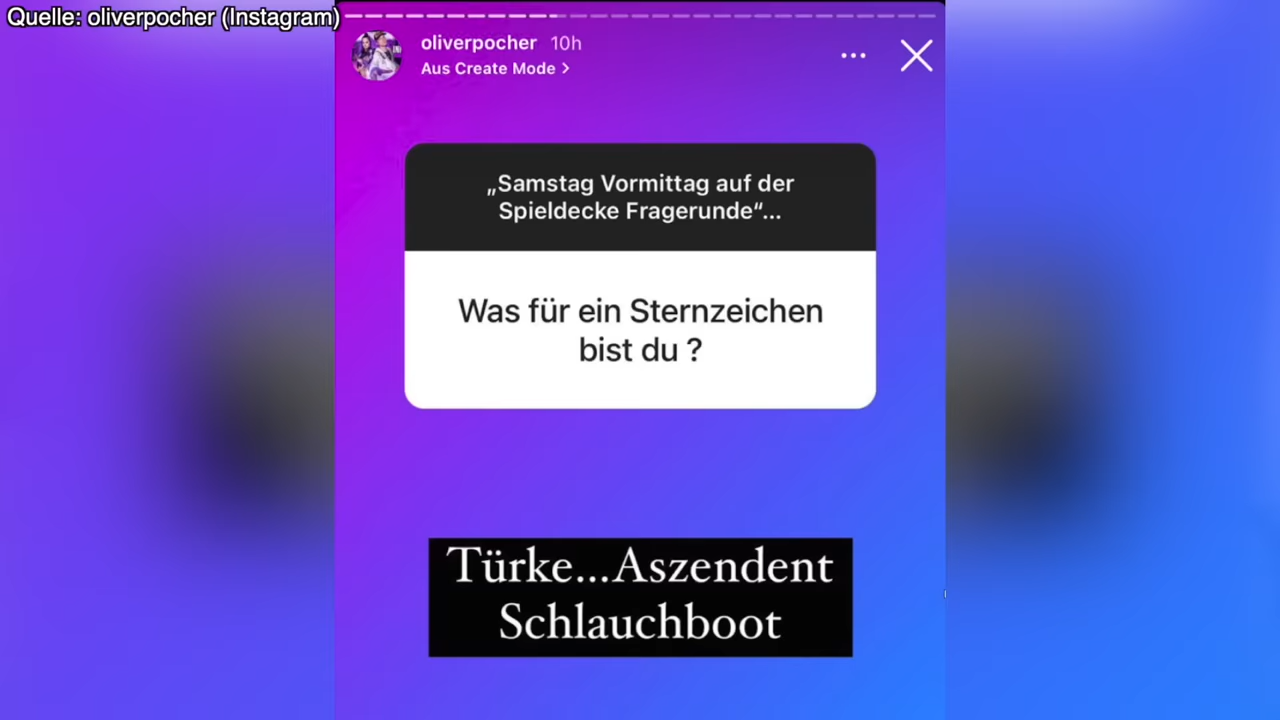 Quelle: oliverpocher (Instagram)
oliverpocher 10h
Aus Create Mode >
„Samstag Vormittag auf der
Spieldecke Fragerunde“...
Was für ein Sternzeichen
bist du ?
Türke...Aszendent
Schlauchboot